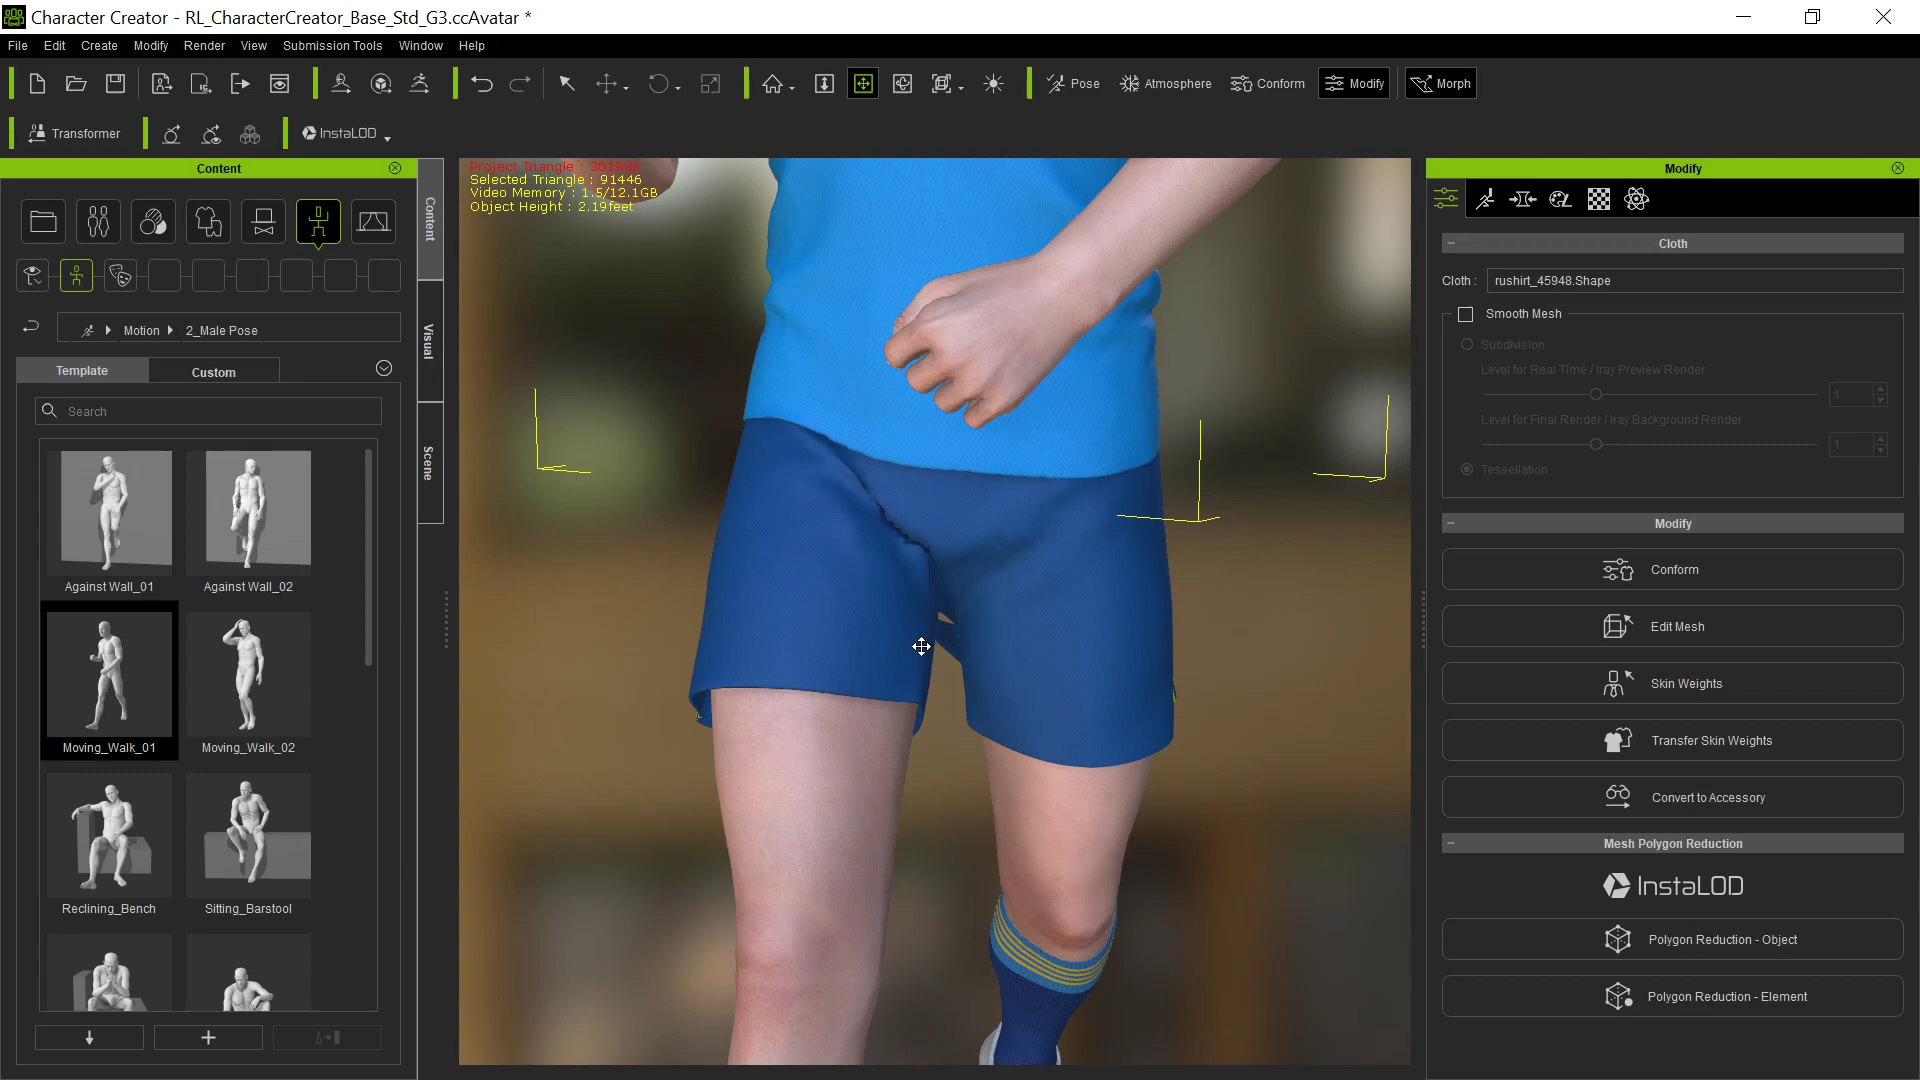 Character Creator - RL_CharacterCreator_Base_Std_G3.ccAvatar *
File Edit Create Modify Render View Submission Tools Window Help
Pose Atmosphere Conform Modify Morph
Transformer InstaLOD
Content
Motion 2_Male Pose
Template Custom
Search
Against Wall_01 Against Wall_02
Moving_Walk_01 Moving_Walk_02
Reclining_Bench Sitting_Barstool
Content
Visual
Scene
Project Triangle : 301989
Selected Triangle : 91446
Video Memory : 1.5/12.1GB
Object Height : 2.19feet
Modify
Cloth
Cloth : rushirt_45948.Shape
Smooth Mesh
Subdivision
Level for Real Time / Iray Preview Render
1
Level for Final Render / Iray Background Render
1
Tessellation
Modify
Conform
Edit Mesh
Skin Weights
Transfer Skin Weights
Convert to Accessory
Mesh Polygon Reduction
InstaLOD
Polygon Reduction - Object
Polygon Reduction - Element